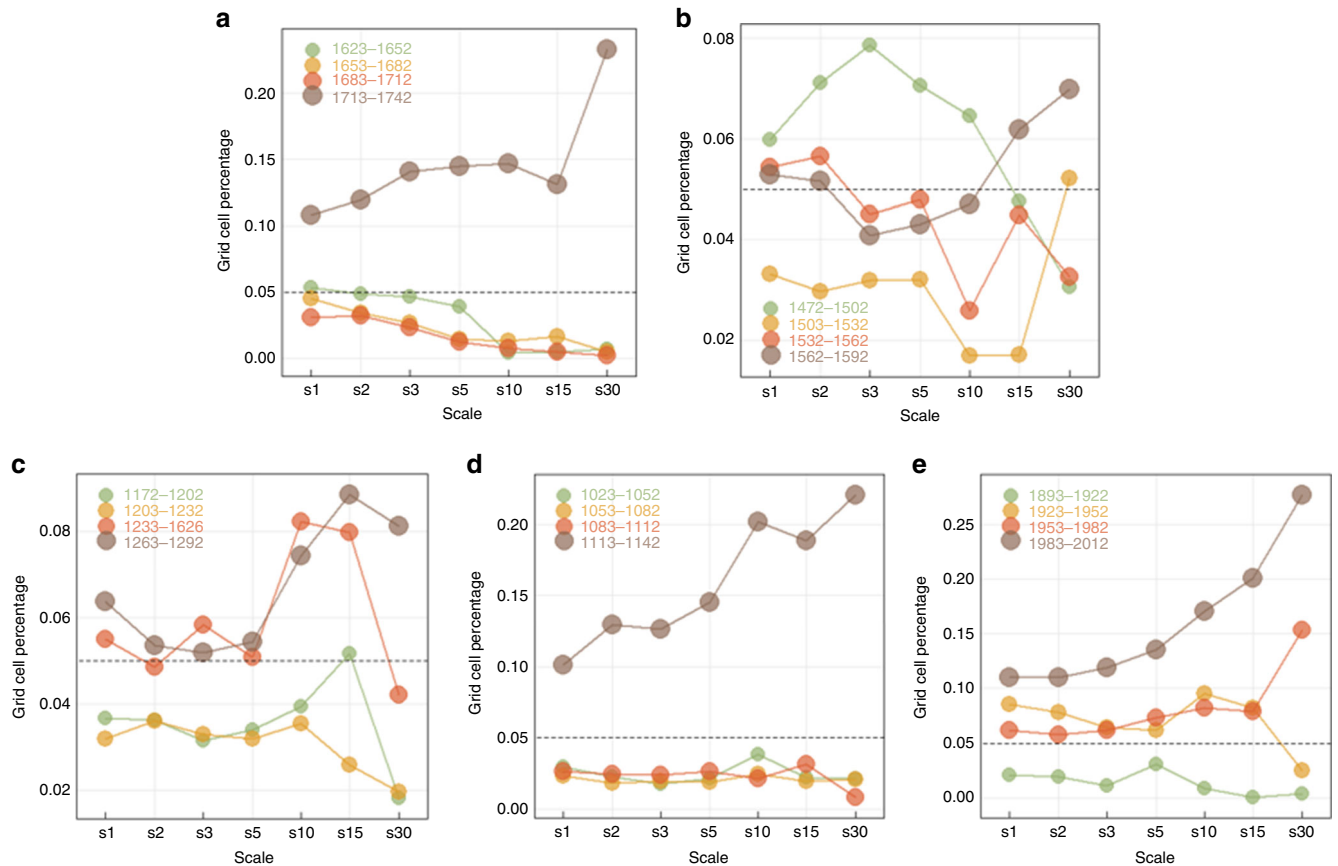 a
1623–1652
1653–1682
1683–1712
1713–1742
0.20
0.15
0.10
0.05
0.00
Grid cell percentage
s1 s2 s3 s5 s10 s15 s30
Scale
b
0.08
0.06
0.04
0.02
Grid cell percentage
1472–1502
1503–1532
1532–1562
1562–1592
s1 s2 s3 s5 s10 s15 s30
Scale
c
1172–1202
1203–1232
1233–1626
1263–1292
0.08
0.06
0.04
0.02
Grid cell percentage
s1 s2 s3 s5 s10 s15 s30
Scale
d
1023–1052
1053–1082
1083–1112
1113–1142
0.20
0.15
0.10
0.05
0.00
Grid cell percentage
s1 s2 s3 s5 s10 s15 s30
Scale
e
1893–1922
1923–1952
1953–1982
1983–2012
0.25
0.20
0.15
0.10
0.05
0.00
Grid cell percentage
s1 s2 s3 s5 s10 s15 s30
Scale